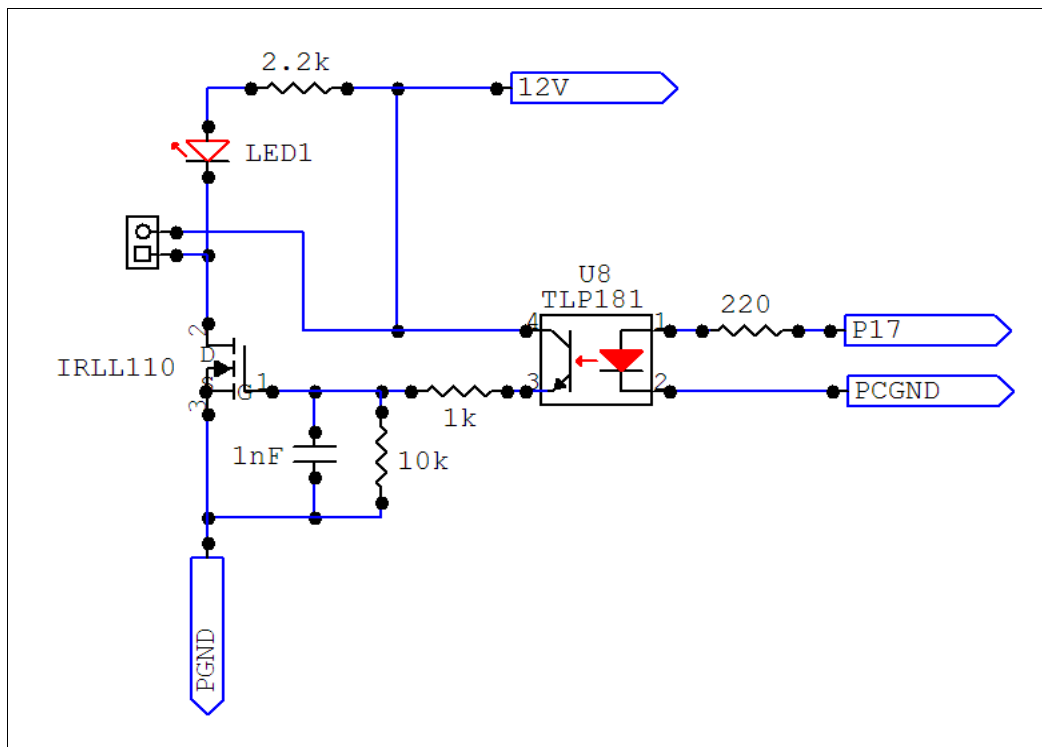 2.2k
12V
LED1
U8
TLP181
220
4
1
P17
2
D
IRLL110
S
G
1
3
2
PCGND
3
1k
1nF
10k
PGND